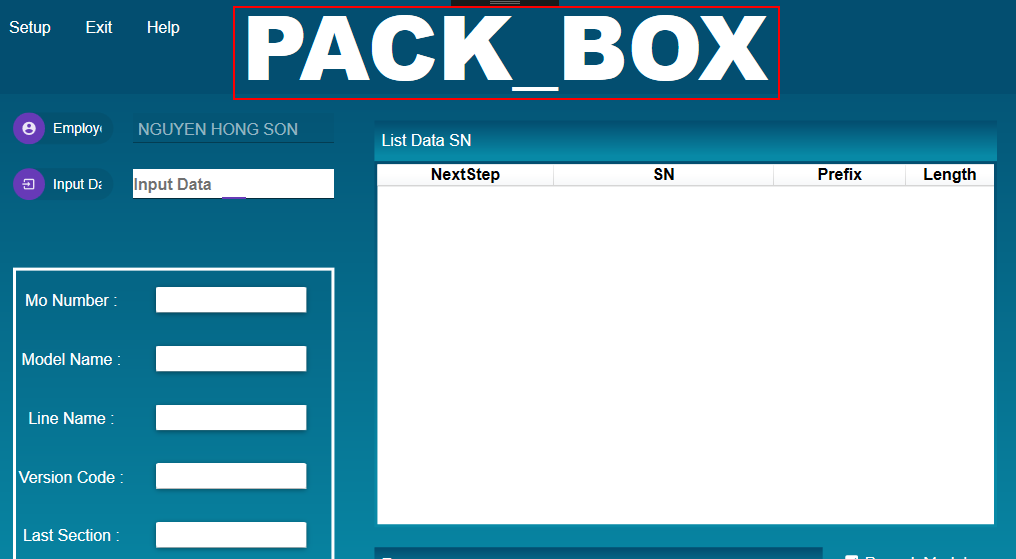 Setup Exit Help
PACK_BOX
Employ
NGUYEN HONG SON
Input Da
Input Data
List Data SN
NextStep SN Prefix Length
Mo Number :
Model Name :
Line Name :
Version Code :
Last Section :